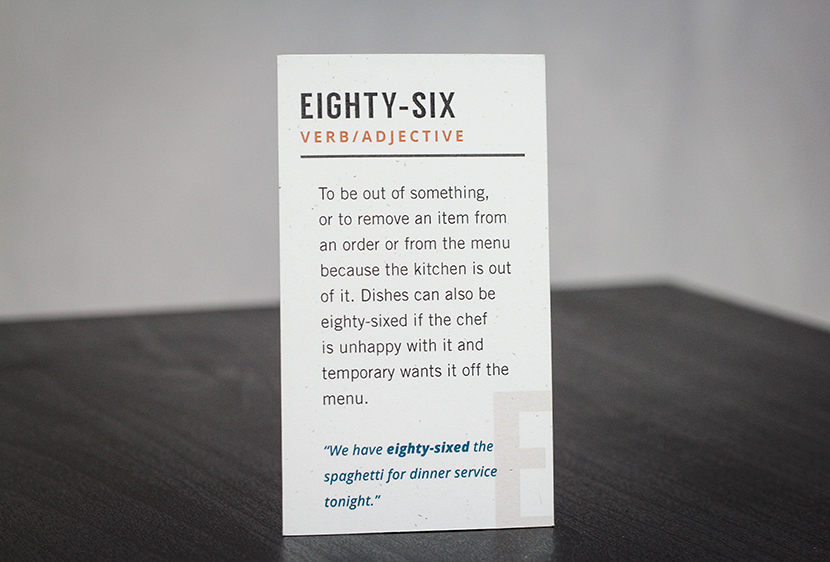 EIGHTY-SIX
VERB/ADJECTIVE
To be out of something,
or to remove an item from
an order or from the menu
because the kitchen is out
of it. Dishes can also be
eighty-sixed if the chef
is unhappy with it and
temporary wants it off the
menu.
“We have eighty-sixed the
spaghetti for dinner service
tonight.”
E